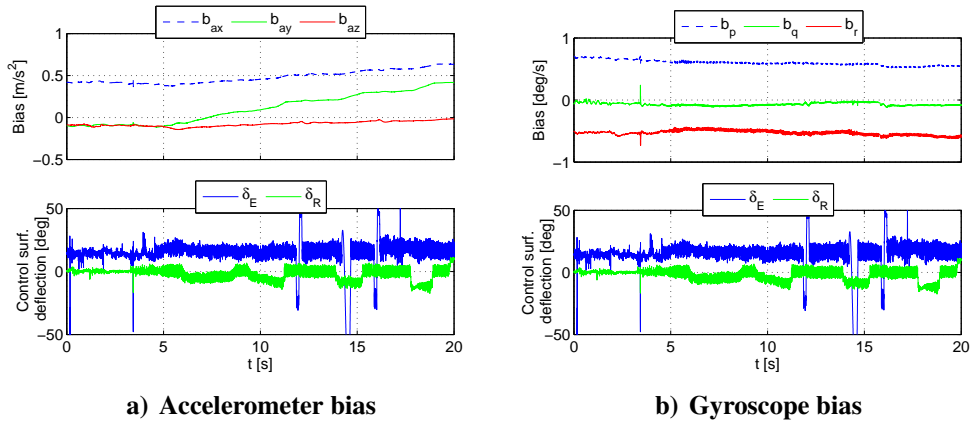 b_ax b_ay b_az
Bias [m/s²]
1
0.5
0
−0.5
δ_E δ_R
Control surf.
deflection [deg]
50
0
−50
0 5 10 15 20
t [s]
a) Accelerometer bias
b_p b_q b_r
Bias [deg/s]
1
0
−1
δ_E δ_R
Control surf.
deflection [deg]
50
0
−50
0 5 10 15 20
t [s]
b) Gyroscope bias